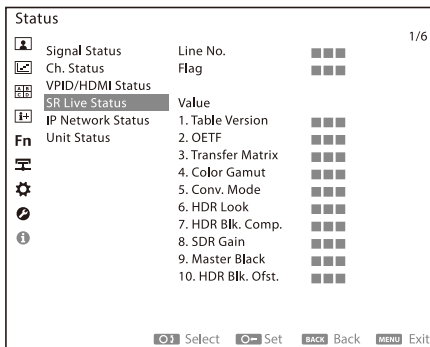 Status
1/6
Signal Status
Ch. Status
VPID/HDMI Status
SR Live Status
IP Network Status
Unit Status
Fn
Line No.
Flag
Value
1. Table Version
2. OETF
3. Transfer Matrix
4. Color Gamut
5. Conv. Mode
6. HDR Look
7. HDR Blk. Comp.
8. SDR Gain
9. Master Black
10. HDR Blk. Ofst.
Select Set BACK Back MENU Exit